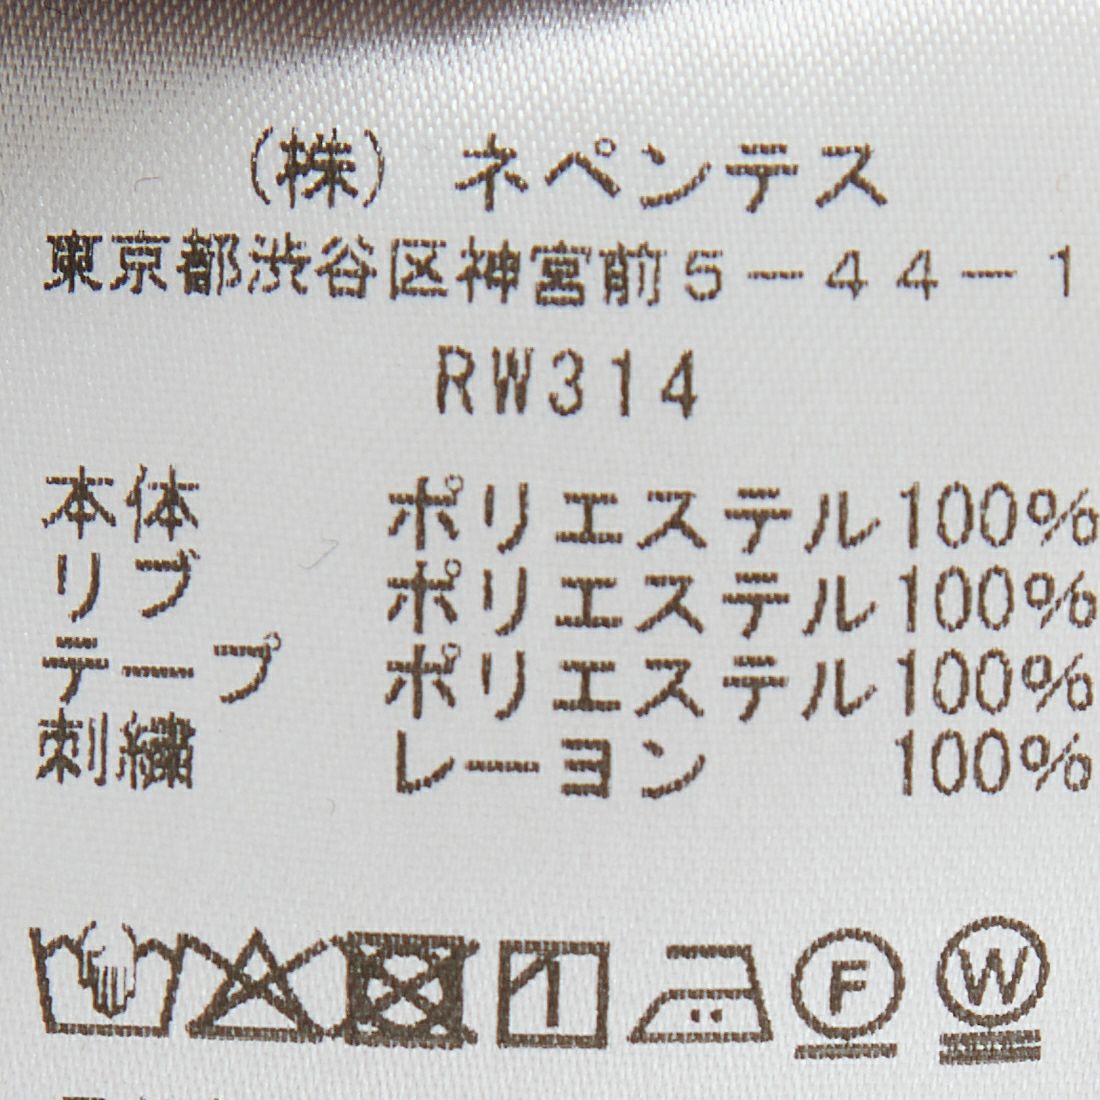 (株) ネペンテス
東京都渋谷区神宮前5-44-1
RW314
本体 ポリエステル100%
リブ ポリエステル100%
テープ ポリエステル100%
刺繍 レーヨン 100%
F W